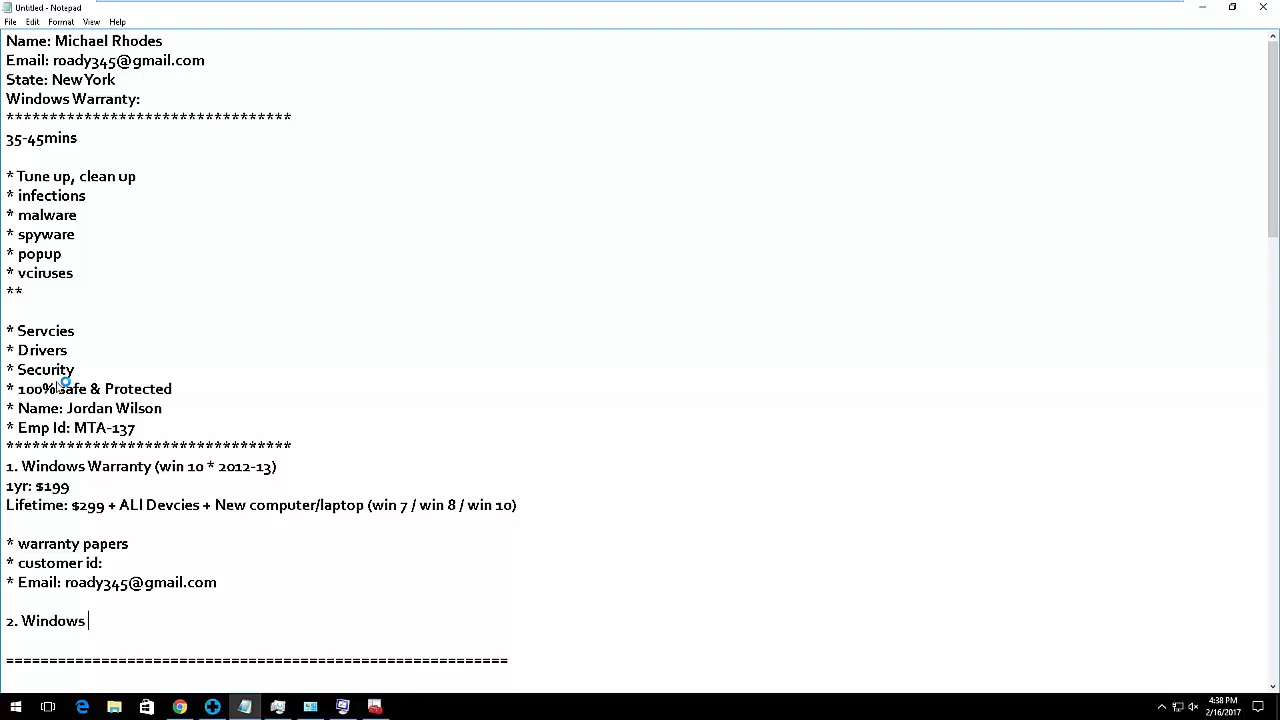 Untitled - Notepad
File Edit Format View Help
Name: Michael Rhodes
Email: roady345@gmail.com
State: New York
Windows Warranty:
*********************************
35-45mins
* Tune up, clean up
* infections
* malware
* spyware
* popup
* vciruses
**
* Servcies
* Drivers
* Security
* 100% safe & Protected
* Name: Jordan Wilson
* Emp Id: MTA-137
*********************************
1. Windows Warranty (win 10 * 2012-13)
1yr: $199
Lifetime: $299 + ALl Devcies + New computer/laptop (win 7 / win 8 / win 10)
* warranty papers
* customer id:
* Email: roady345@gmail.com
2. Windows
==========================================================
4:38 PM
2/16/2017